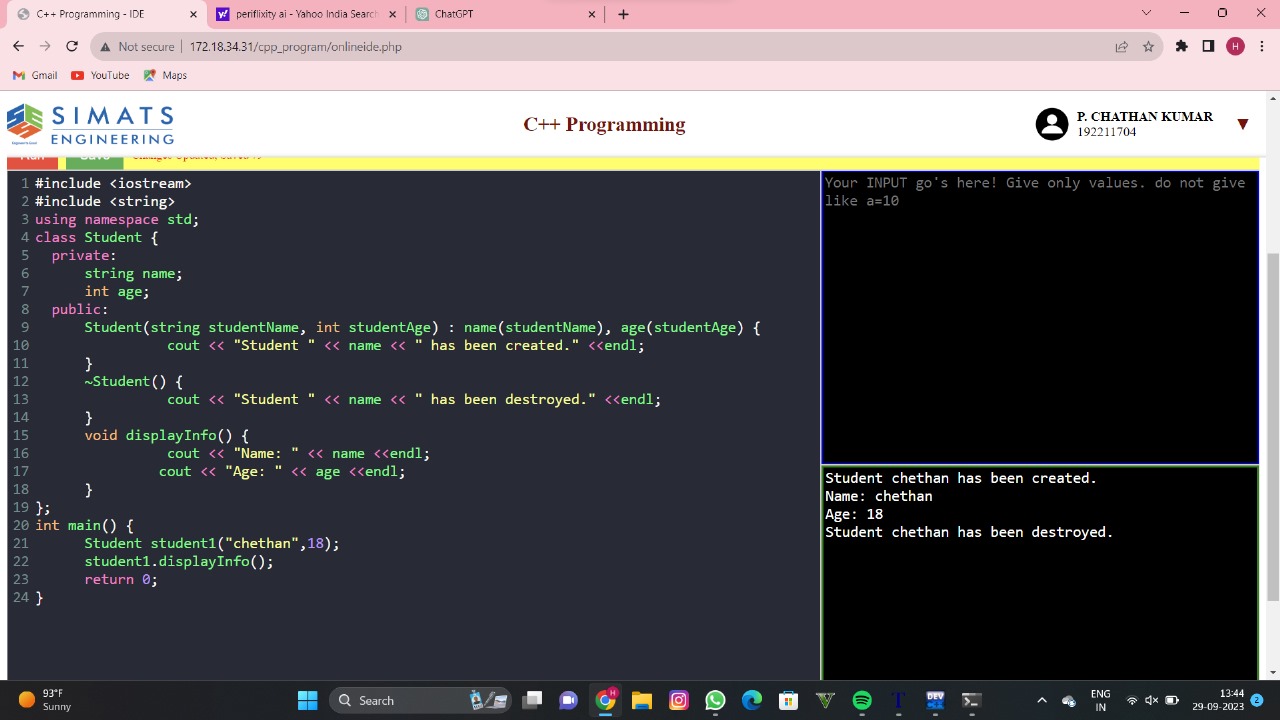 C++ Programming - IDE
periflixity ai - Yahoo India Search
ChatGPT
Not secure
172.18.34.31/cpp_program/onlineide.php
H
Gmail
YouTube
Maps
SIMATS
ENGINEERING
C++ Programming
P. CHATHAN KUMAR
192211704
Run
Save
Your INPUT go's here! Give only values. do not give
like a=10
1 #include <iostream>
2 #include <string>
3 using namespace std;
4 class Student {
5   private:
6       string name;
7       int age;
8   public:
9       Student(string studentName, int studentAge) : name(studentName), age(studentAge) {
10                 cout << "Student " << name << " has been created." <<endl;
11       }
12       ~Student() {
13                 cout << "Student " << name << " has been destroyed." <<endl;
14       }
15       void displayInfo() {
16                 cout << "Name: " << name <<endl;
17                cout << "Age: " << age <<endl;
18       }
19 };
20 int main() {
21       Student student1("chethan",18);
22       student1.displayInfo();
23       return 0;
24 }
Student chethan has been created.
Name: chethan
Age: 18
Student chethan has been destroyed.
93°F
Sunny
Search
H
T
DEV
ENG
IN
13:44
29-09-2023
2